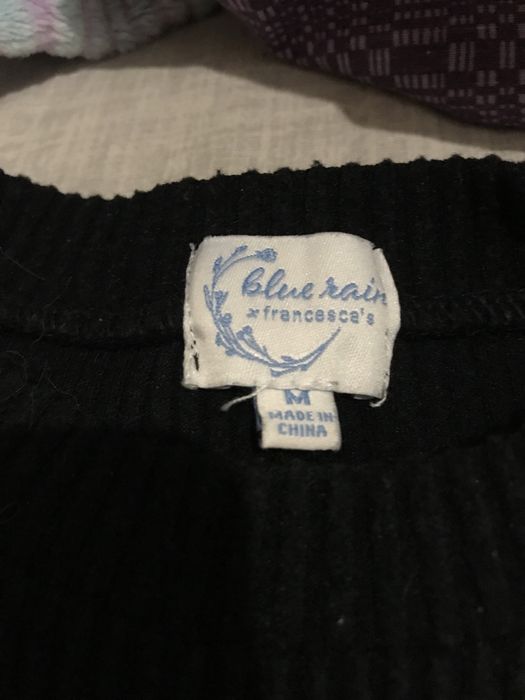 blue rain
x francesca's
M
MADE IN
CHINA